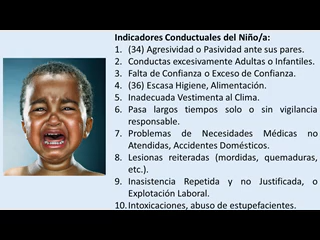 Indicadores Conductuales del Niño/a:
1. (34) Agresividad o Pasividad ante sus pares.
2. Conductas excesivamente Adultas o Infantiles.
3. Falta de Confianza o Exceso de Confianza.
4. (36) Escasa Higiene, Alimentación.
5. Inadecuada Vestimenta al Clima.
6. Pasa largos tiempos solo o sin vigilancia
responsable.
7. Problemas de Necesidades Médicas no
Atendidas, Accidentes Domésticos.
8. Lesiones reiteradas (mordidas, quemaduras,
etc.).
9. Inasistencia Repetida y no Justificada, o
Explotación Laboral.
10. Intoxicaciones, abuso de estupefacientes.